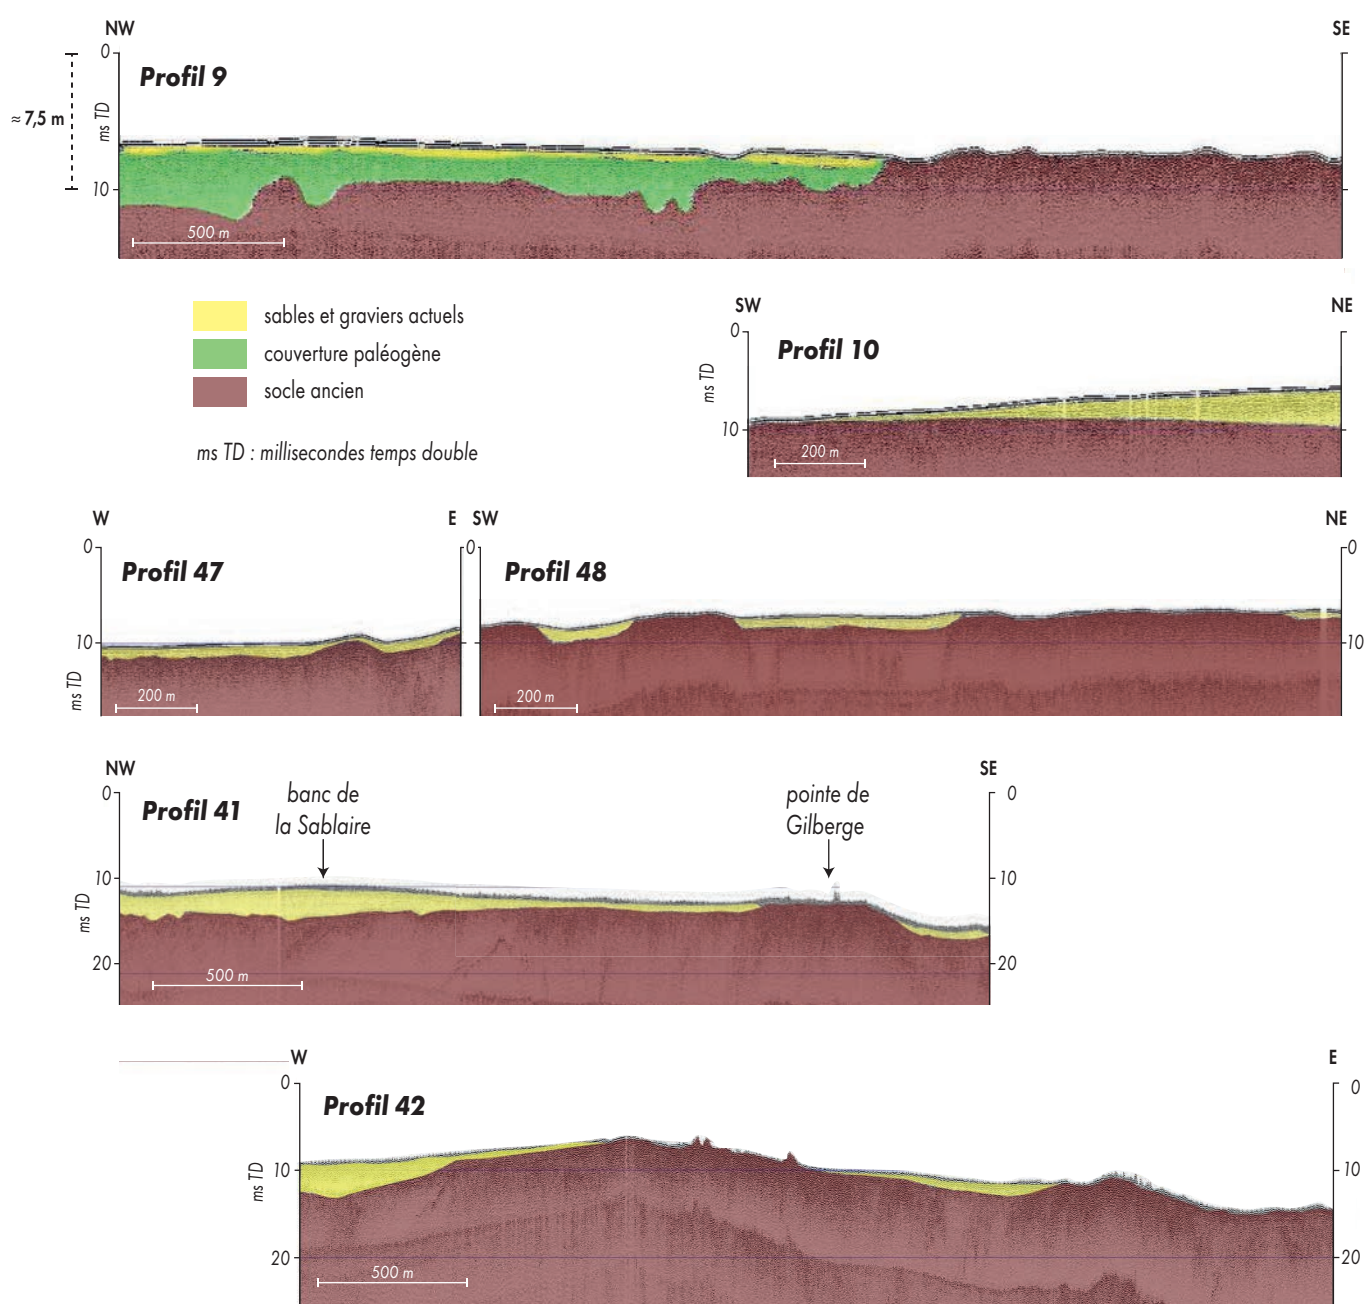 NW
SE
0
Profil 9
≈ 7,5 m
ms TD
10
500 m
sables et graviers actuels
couverture paléogène
socle ancien
ms TD : millisecondes temps double
SW
NE
0
Profil 10
ms TD
10
200 m
W
E
SW
NE
0
0
0
Profil 47
Profil 48
10
10
ms TD
200 m
200 m
NW
SE
0
0
Profil 41
banc de
la Sablaire
pointe de
Gilberge
10
10
ms TD
20
20
500 m
W
E
0
0
Profil 42
10
10
ms TD
20
20
500 m